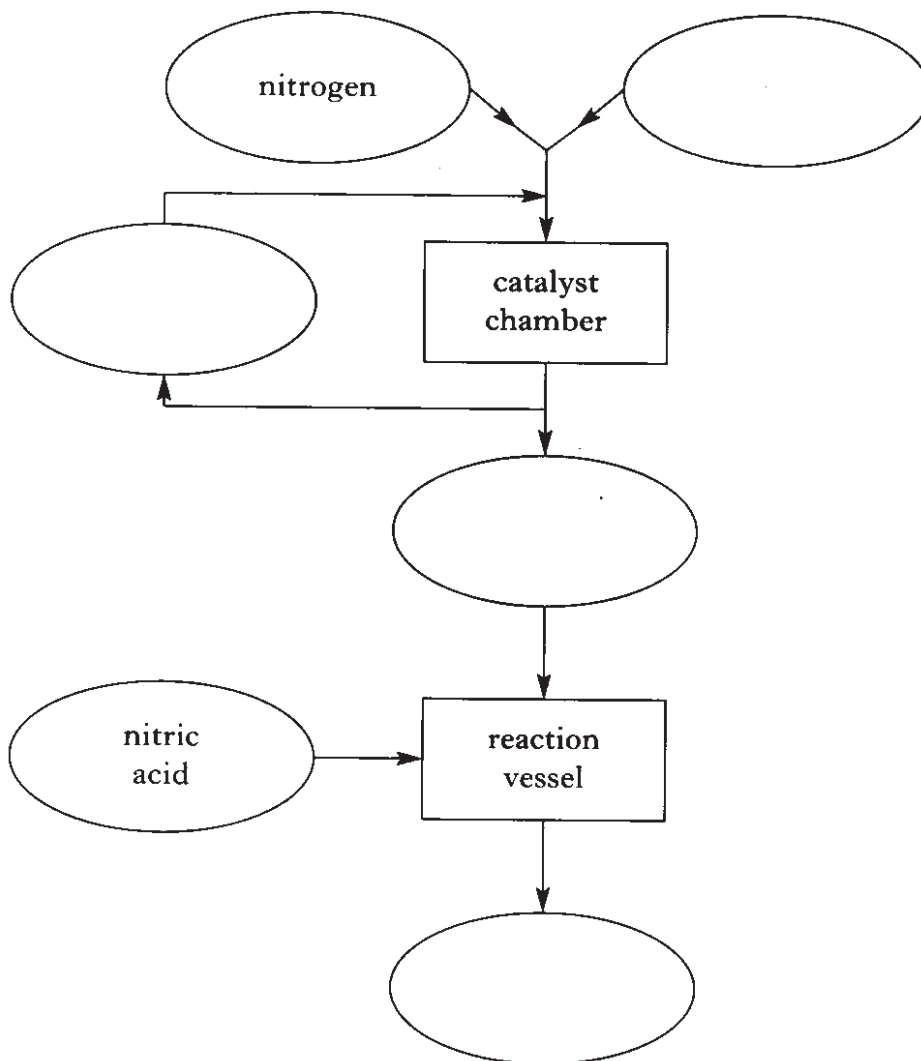 nitrogen
catalyst
chamber
nitric
acid
reaction
vessel